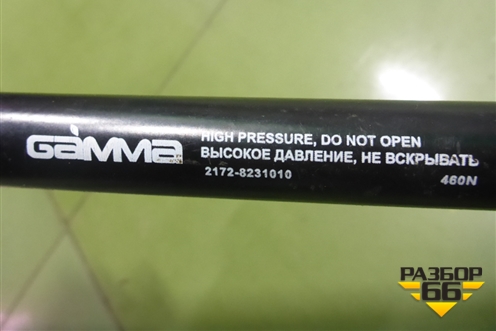 GAMMA
HIGH PRESSURE, DO NOT OPEN
ВЫСОКОЕ ДАВЛЕНИЕ, НЕ ВСКРЫВАТЬ
2172-8231010
460N
РАЗБОР
66